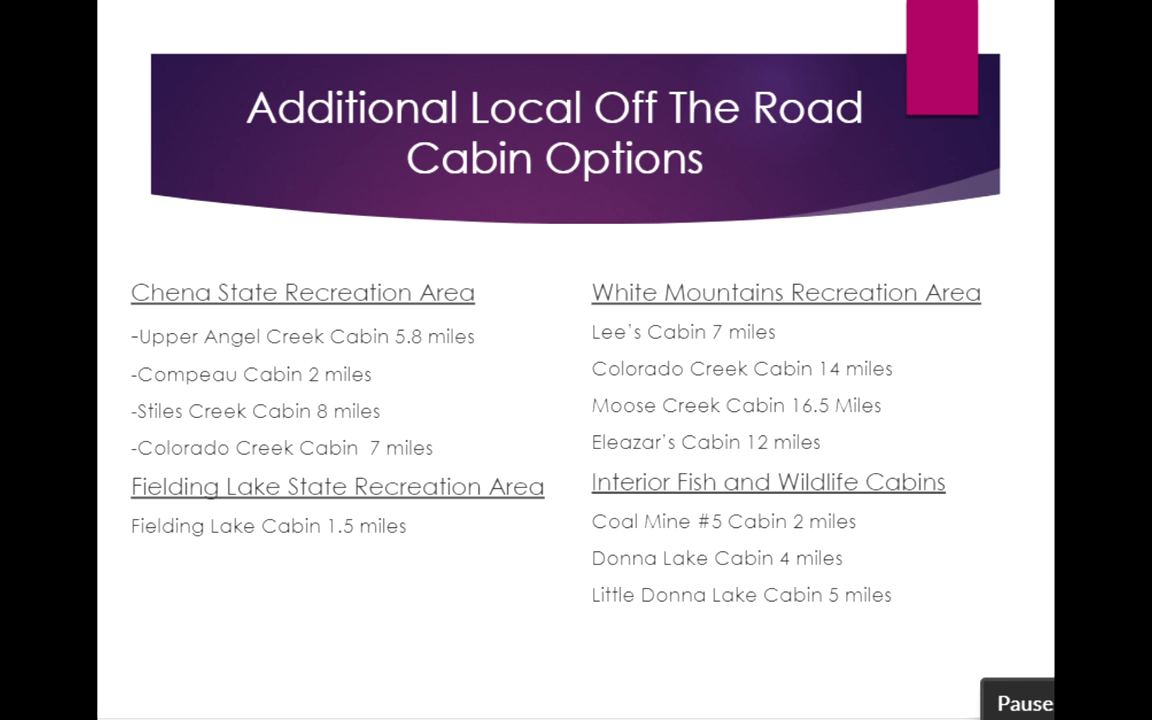 Additional Local Off The Road
Cabin Options
Chena State Recreation Area
-Upper Angel Creek Cabin 5.8 miles
-Compeau Cabin 2 miles
-Stiles Creek Cabin 8 miles
-Colorado Creek Cabin  7 miles
Fielding Lake State Recreation Area
Fielding Lake Cabin 1.5 miles
White Mountains Recreation Area
Lee's Cabin 7 miles
Colorado Creek Cabin 14 miles
Moose Creek Cabin 16.5 Miles
Eleazar's Cabin 12 miles
Interior Fish and Wildlife Cabins
Coal Mine #5 Cabin 2 miles
Donna Lake Cabin 4 miles
Little Donna Lake Cabin 5 miles
Pause